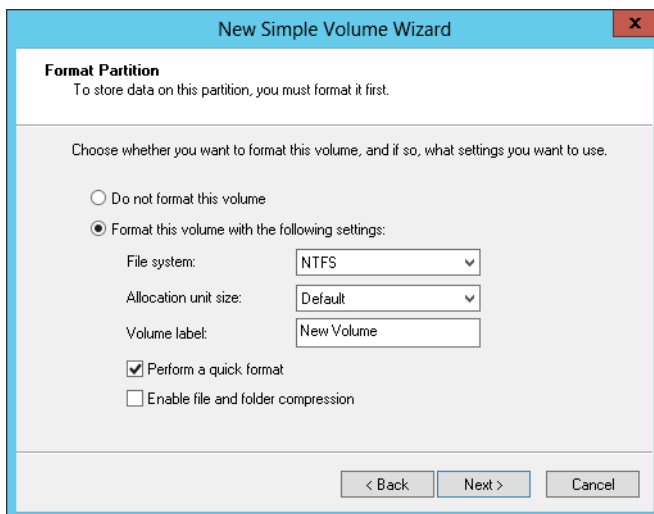 New Simple Volume Wizard
x
Format Partition
To store data on this partition, you must format it first.
Choose whether you want to format this volume, and if so, what settings you want to use.
Do not format this volume
Format this volume with the following settings:
File system: NTFS
Allocation unit size: Default
Volume label: New Volume
Perform a quick format
Enable file and folder compression
< Back Next > Cancel